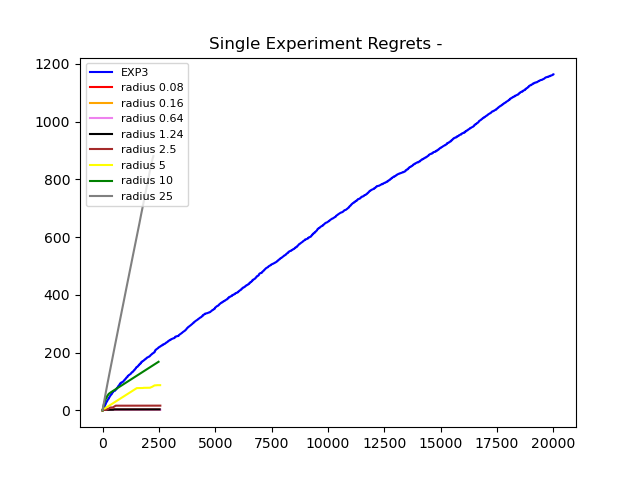 Single Experiment Regrets -
1200
1000
800
600
400
200
0
EXP3
radius 0.08
radius 0.16
radius 0.64
radius 1.24
radius 2.5
radius 5
radius 10
radius 25
0 2500 5000 7500 10000 12500 15000 17500 20000